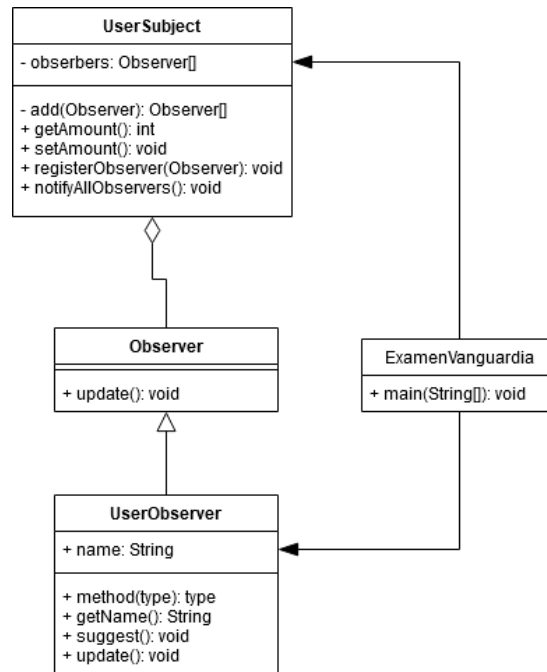 UserSubject
- obserbers: Observer[]
- add(Observer): Observer[]
+ getAmount(): int
+ setAmount(): void
+ registerObserver(Observer): void
+ notifyAllObservers(): void
Observer
+ update(): void
ExamenVanguardia
+ main(String[]): void
UserObserver
+ name: String
+ method(type): type
+ getName(): String
+ suggest(): void
+ update(): void